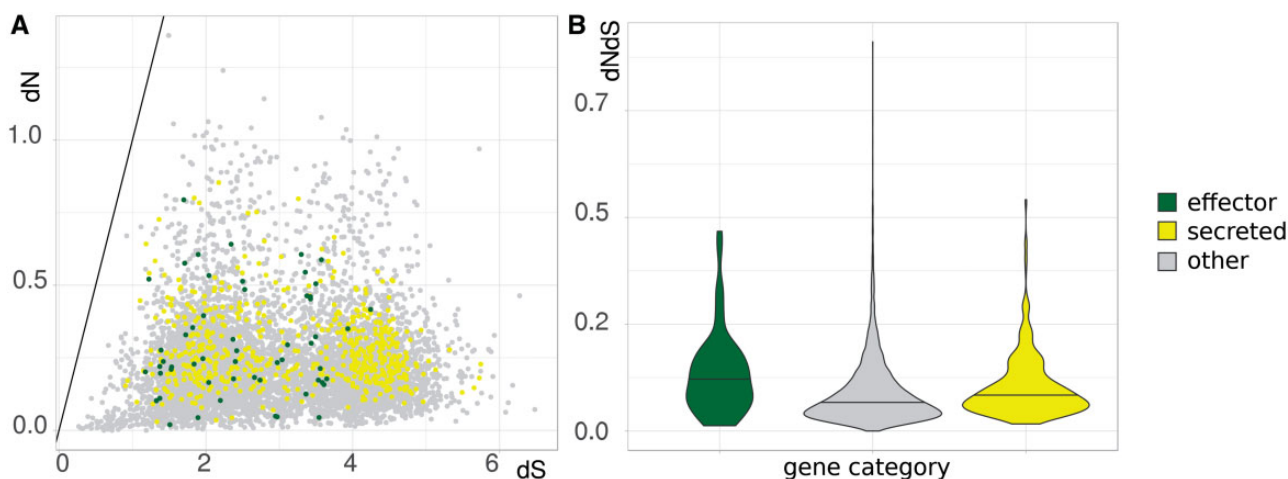 A
dN
1.0
0.5
0.0
0
2
4
6
dS
B
dNdS
0.7
0.5
0.2
0.0
gene category
effector
secreted
other